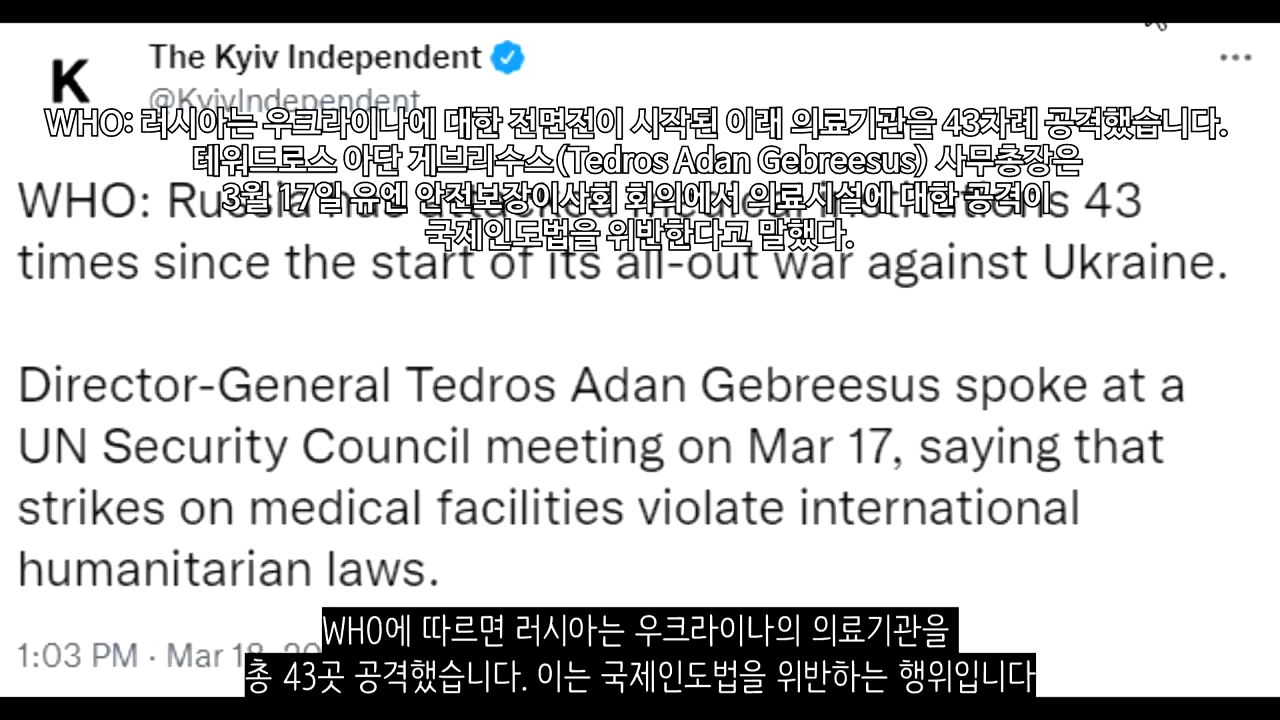 K
The Kyiv Independent
@KyivIndependent
WHO: 러시아는 우크라이나에 대한 전면전이 시작된 이래 의료기관을 43차례 공격했습니다.
테워드로스 아단 게브리수스(Tedros Adan Gebreesus) 사무총장은
3월 17일 유엔 안전보장이사회 회의에서 의료시설에 대한 공격이
국제인도법을 위반한다고 말했다.
WHO: Russia has attacked medical institutions 43
times since the start of its all-out war against Ukraine.
Director-General Tedros Adan Gebreesus spoke at a
UN Security Council meeting on Mar 17, saying that
strikes on medical facilities violate international
humanitarian laws.
1:03 PM · Mar 18, 20
WHO에 따르면 러시아는 우크라이나의 의료기관을
총 43곳 공격했습니다. 이는 국제인도법을 위반하는 행위입니다